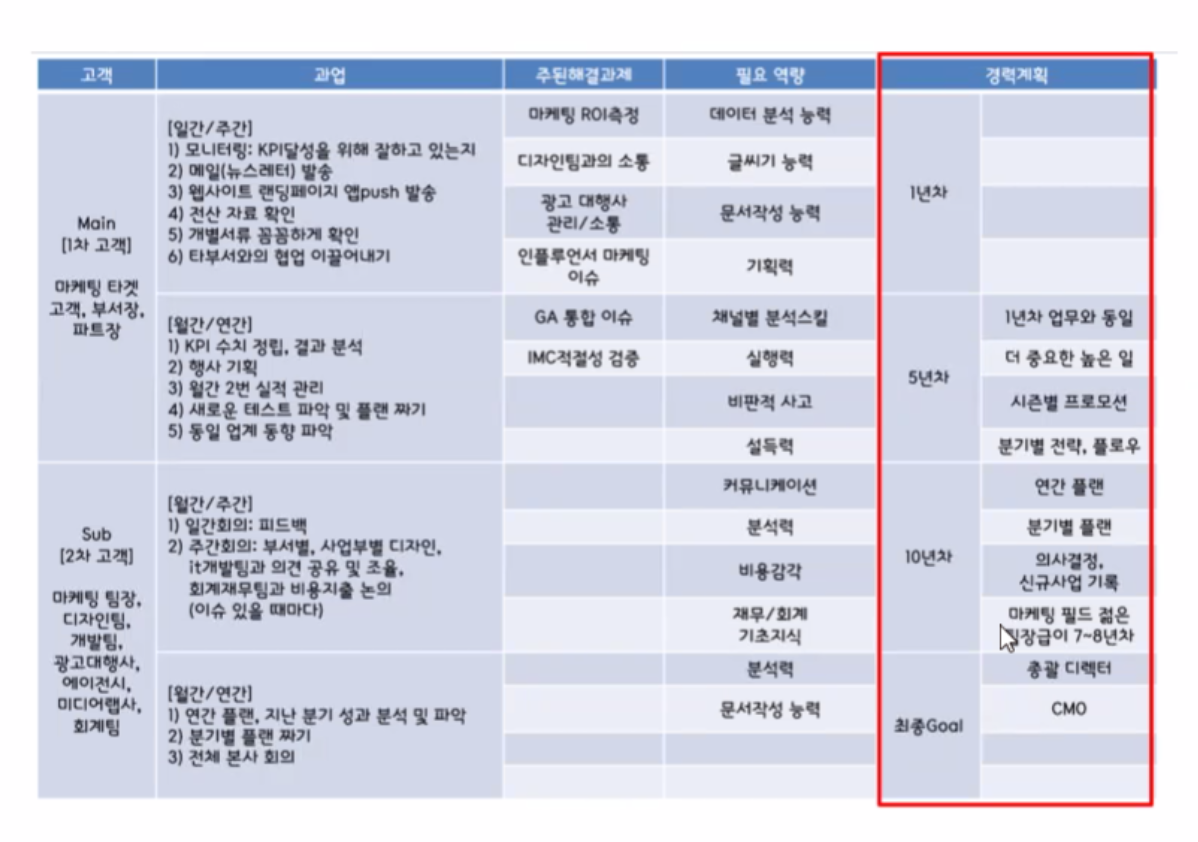 고객 과업 주된해결과제 필요 역량 경력계획
Main
[1차 고객]
마케팅 타겟
고객, 부서장,
파트장
[일간/주간]
1) 모니터링: KPI달성을 위해 잘하고 있는지
2) 메일(뉴스레터) 발송
3) 웹사이트 랜딩페이지 앱push 발송
4) 전산 자료 확인
5) 개별서류 꼼꼼하게 확인
6) 타부서와의 협업 이끌어내기
마케팅 ROI측정
데이터 분석 능력
디자인팀과의 소통
글씨기 능력
광고 대행사
관리/소통
문서작성 능력
인플루언서 마케팅
이슈
기획력
1년차
[월간/연간]
1) KPI 수치 정립, 결과 분석
2) 행사 기획
3) 월간 2번 실적 관리
4) 새로운 테스트 파악 및 플랜 짜기
5) 동일 업계 동향 파악
GA 통합 이슈
채널별 분석스킬
IMC적절성 검증
실행력
비판적 사고
설득력
5년차
1년차 업무와 동일
더 중요한 높은 일
시즌별 프로모션
분기별 전략, 플로우
Sub
[2차 고객]
마케팅 팀장,
디자인팀,
개발팀,
광고대행사,
에이전시,
미디어랩사,
회계팀
[월간/주간]
1) 일간회의: 피드백
2) 주간회의: 부서별, 사업부별 디자인,
it개발팀과 의견 공유 및 조율,
회계재무팀과 비용지출 논의
(이슈 있을 때마다)
커뮤니케이션
분석력
비용감각
재무/회계
기초지식
10년차
연간 플랜
분기별 플랜
의사결정,
신규사업 기록
마케팅 필드 젊은
7~8년차
[월간/연간]
1) 연간 플랜, 지난 분기 성과 분석 및 파악
2) 분기별 플랜 짜기
3) 전체 본사 회의
분석력
문서작성 능력
최종Goal
총괄 디렉터
CMO